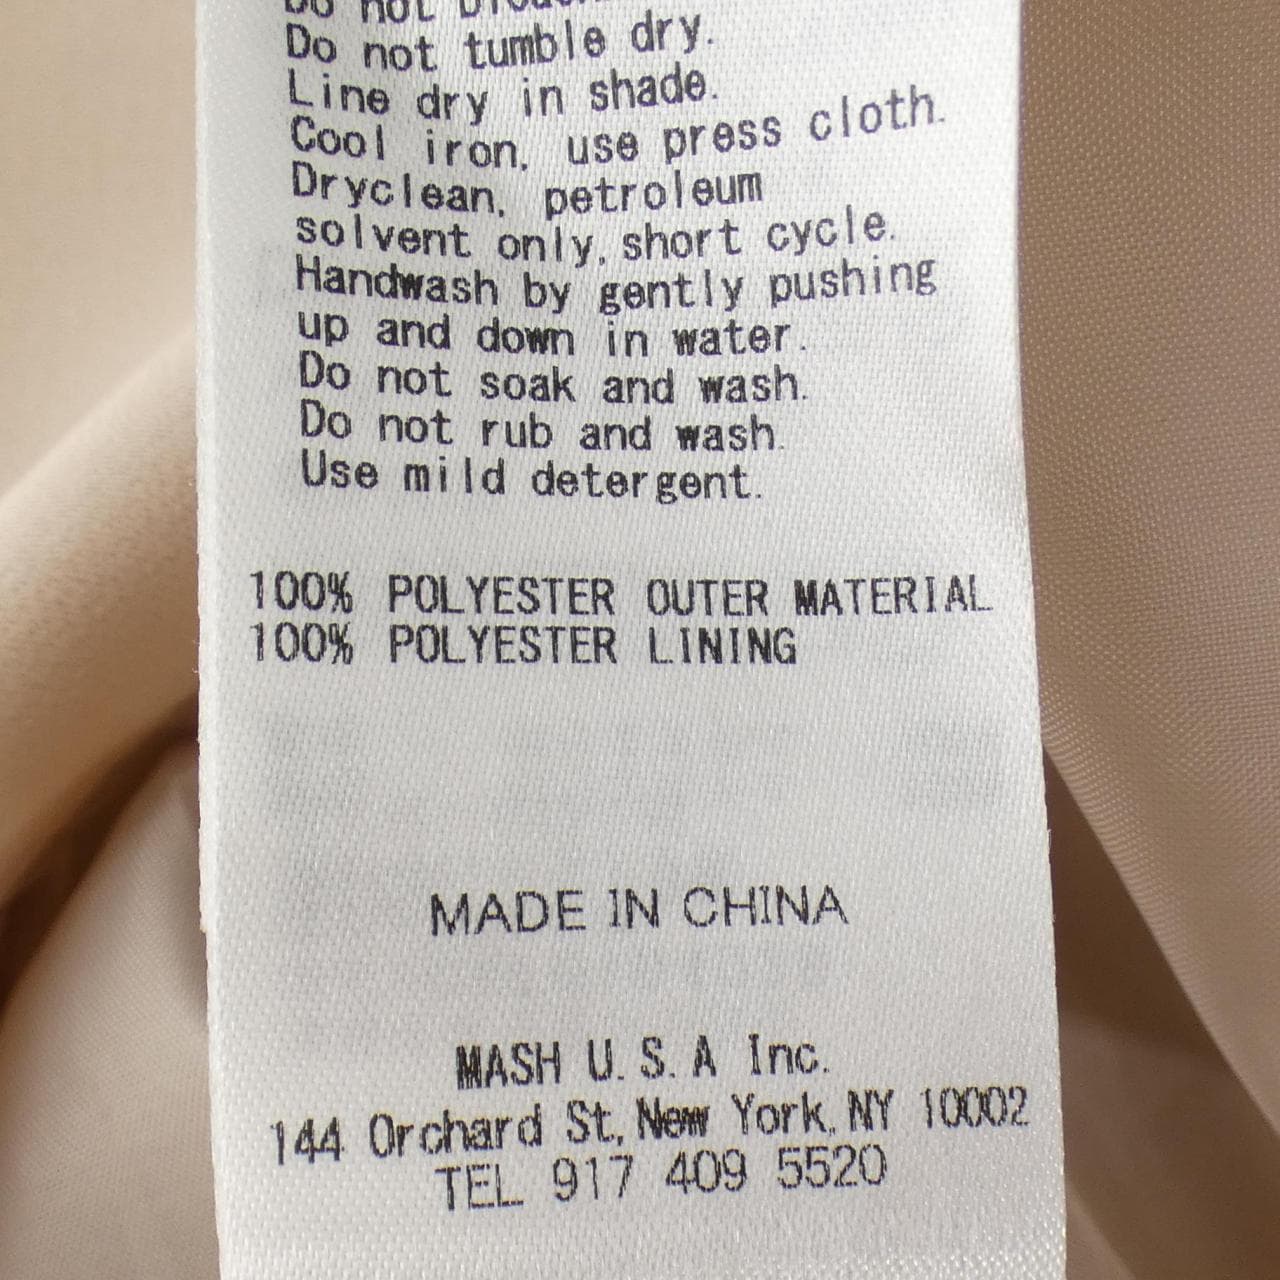 Do not bleach.
Do not tumble dry.
Line dry in shade.
Cool iron, use press cloth.
Dryclean, petroleum
solvent only, short cycle.
Handwash by gently pushing
up and down in water.
Do not soak and wash.
Do not rub and wash.
Use mild detergent.
100% POLYESTER OUTER MATERIAL
100% POLYESTER LINING
MADE IN CHINA
MASH U.S.A Inc.
144 Orchard St, New York, NY 10002
TEL 917 409 5520